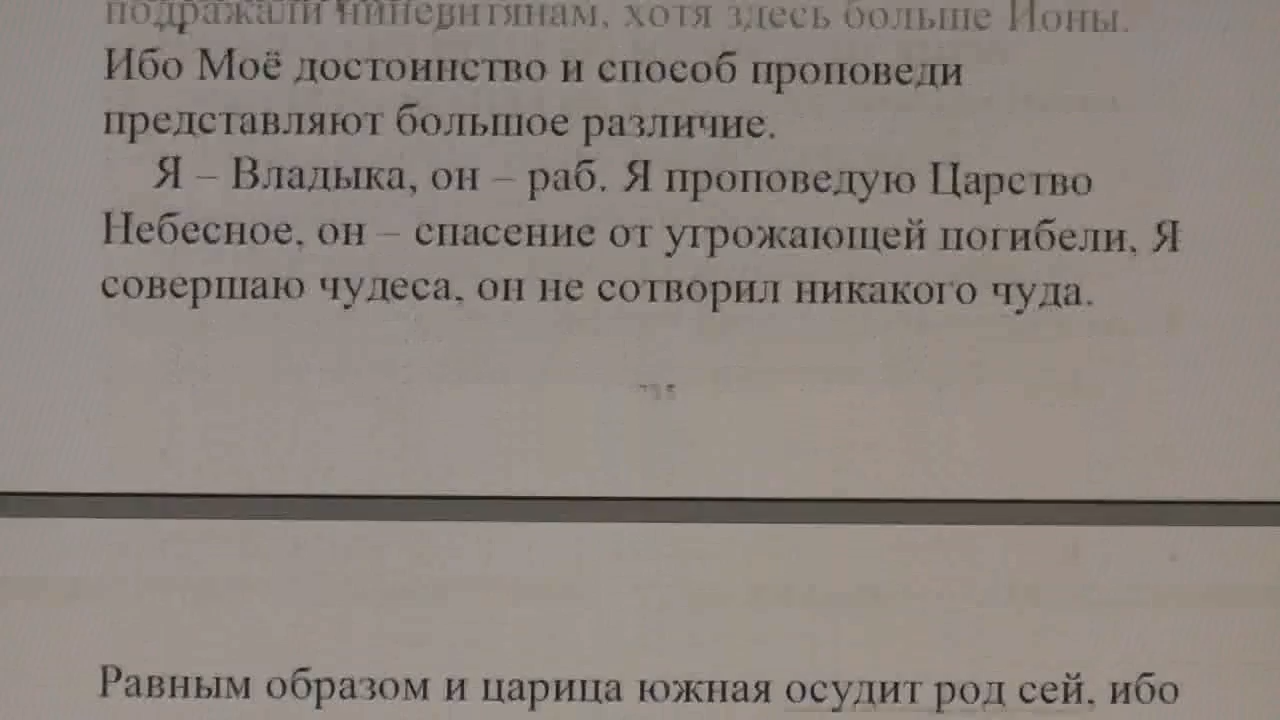 подражали ниневитянам, хотя здесь больше Ионы.
Ибо Моё достоинство и способ проповеди
представляют большое различие.
Я – Владыка, он – раб. Я проповедую Царство
Небесное, он – спасение от угрожающей погибели, Я
совершаю чудеса, он не сотворил никакого чуда.
Равным образом и царица южная осудит род сей, ибо